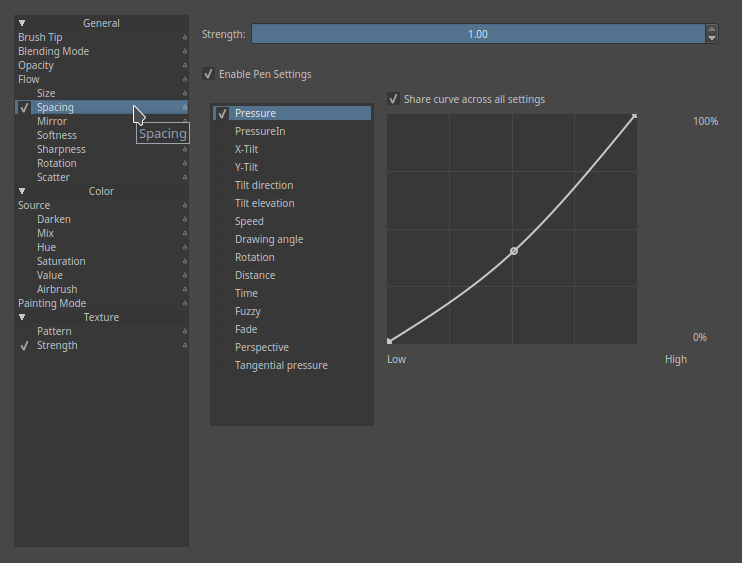 General
Brush Tip
Blending Mode
Opacity
Flow
Size
Spacing
Mirror
Softness
Sharpness
Rotation
Scatter
Color
Source
Darken
Mix
Hue
Saturation
Value
Airbrush
Painting Mode
Texture
Pattern
Strength
Spacing
Strength: 1.00
Enable Pen Settings
Pressure
PressureIn
X-Tilt
Y-Tilt
Tilt direction
Tilt elevation
Speed
Drawing angle
Rotation
Distance
Time
Fuzzy
Fade
Perspective
Tangential pressure
Share curve across all settings
100%
0%
Low High